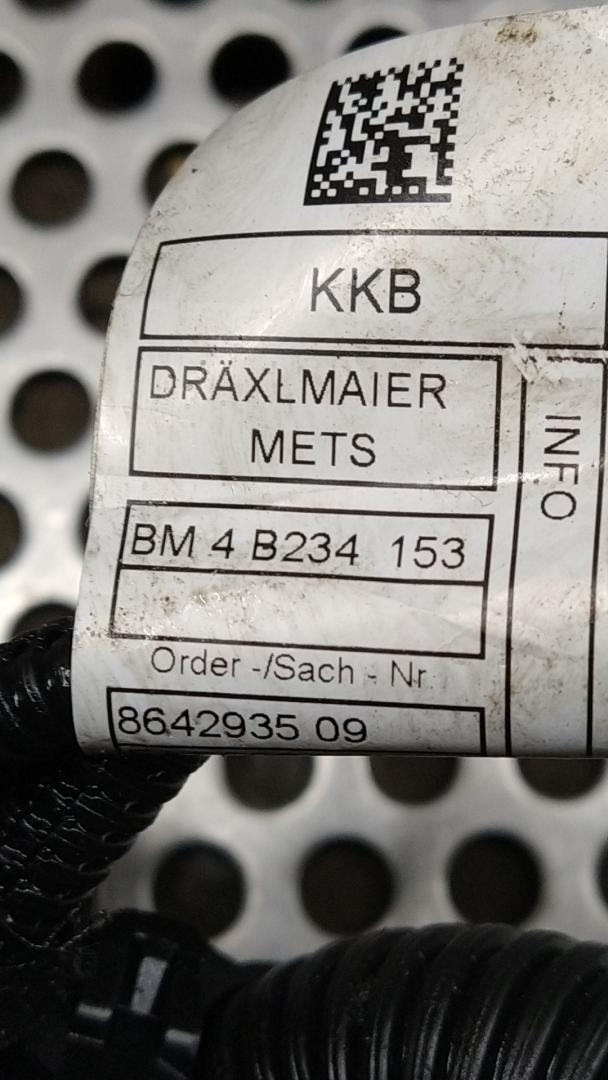 KKB
DRÄXLMAIER
METS
INFO
BM 4 B234 153
Order -/Sach - Nr.
8642935 09